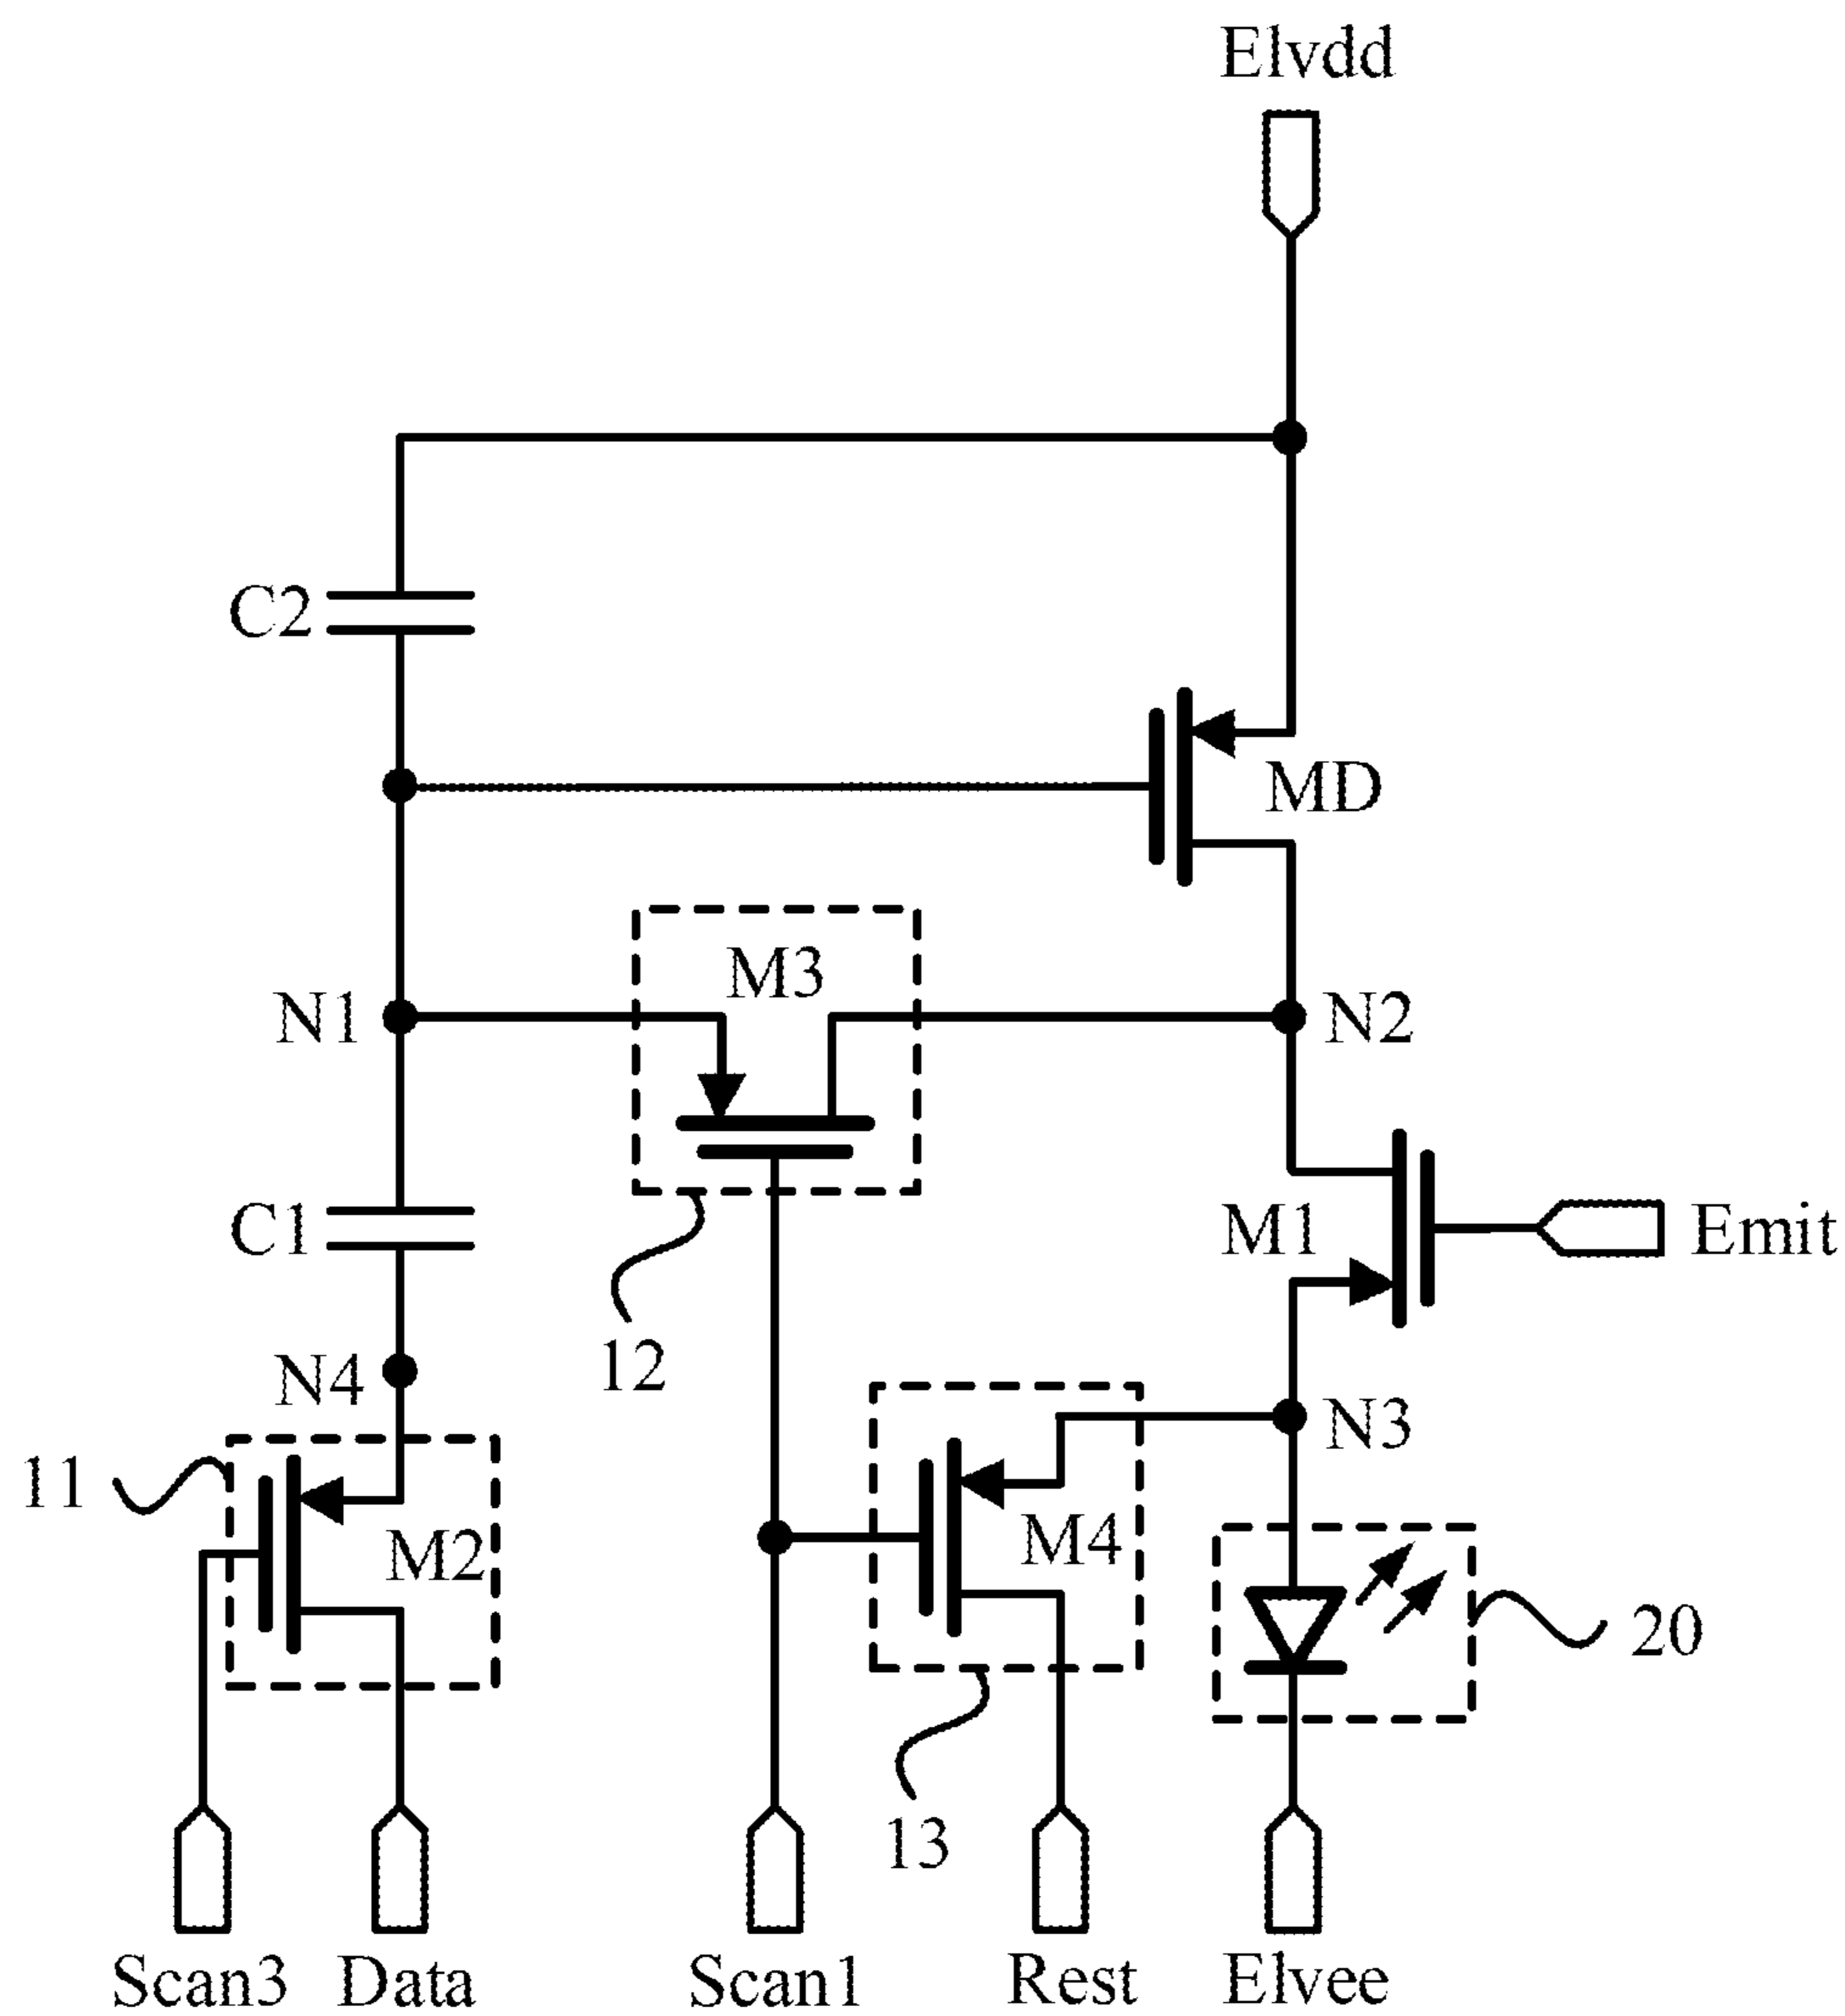 Elvdd
C2
MD
M3
N1
N2
C1
M1
Emit
12
N4
N3
11
M2
M4
20
13
Scan3
Data
Scan1
Rest
Elvee